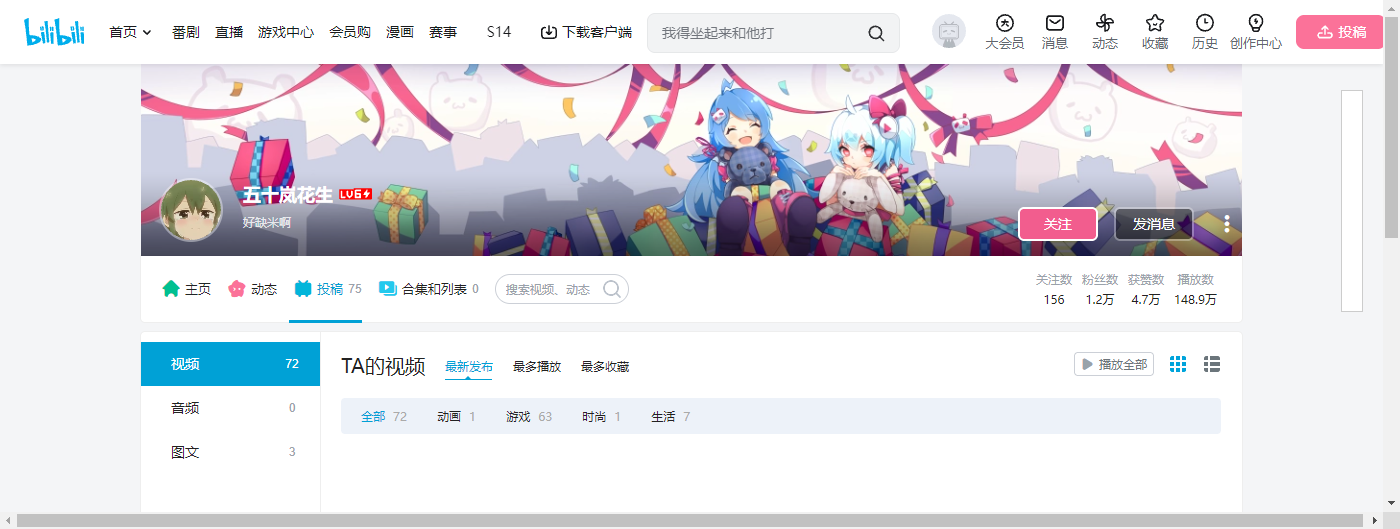 bilibili 首页 番剧 直播 游戏中心 会员购 漫画 赛事 S14 下载客户端 我得坐起来和他打 大会员 消息 动态 收藏 历史 创作中心 投稿
五十岚花生 LV6
好缺米啊
关注 发消息
主页 动态 投稿 75 合集和列表 0 搜索视频、动态
关注数 粉丝数 获赞数 播放数
156 1.2万 4.7万 148.9万
视频 72
音频 0
图文 3
TA的视频 最新发布 最多播放 最多收藏 播放全部
全部 72 动画 1 游戏 63 时尚 1 生活 7